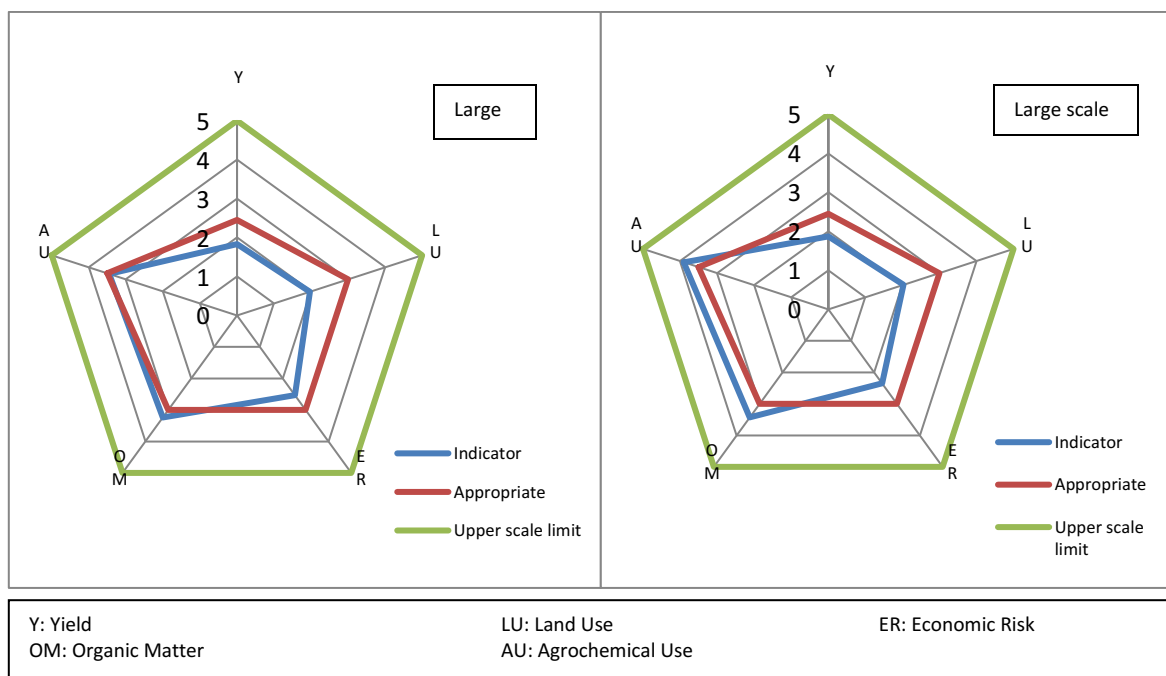 Y
Large
5
4
3
2
1
0
A
U
L
U
O
M
E
R
Indicator
Appropriate
Upper scale limit
Y
Large scale
5
4
3
2
1
0
A
U
L
U
O
M
E
R
Indicator
Appropriate
Upper scale
limit
Y: Yield
LU: Land Use
ER: Economic Risk
OM: Organic Matter
AU: Agrochemical Use